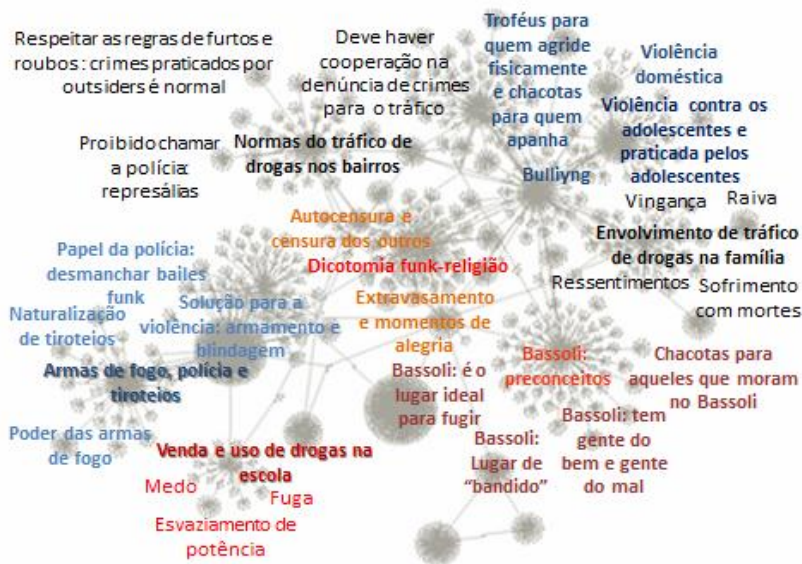 Respeitar as regras de furtos e
roubos : crimes praticados por
outsiders é normal
Deve haver
cooperação na
denúncia de crimes
para o tráfico
Troféus para
quem agride
fisicamente
e chacotas
para quem
apanha
Violência
doméstica
Violência contra os
adolescentes e
praticada pelos
adolescentes
Proibido chamar
a polícia:
represálias
Normas do tráfico de
drogas nos bairros
Bulliyng
Vingança
Raiva
Autocensura e
censura dos outros
Envolvimento de tráfico
de drogas na família
Papel da polícia:
desmanchar bailes
funk
Dicotomia funk-religião
Ressentimentos
Sofrimento
com mortes
Naturalização
de tiroteios
Solução para a
violência: armamento e
blindagem
Extravasamento
e momentos de
alegria
Armas de fogo, polícia e
tiroteios
Bassoli: é o
lugar ideal
para fugir
Bassoli:
preconceitos
Chacotas para
aqueles que moram
no Bassoli
Poder das armas
de fogo
Venda e uso de drogas na
escola
Bassoli:
Lugar de
“bandido”
Bassoli: tem
gente do
bem e gente
do mal
Medo
Fuga
Esvaziamento de
potência